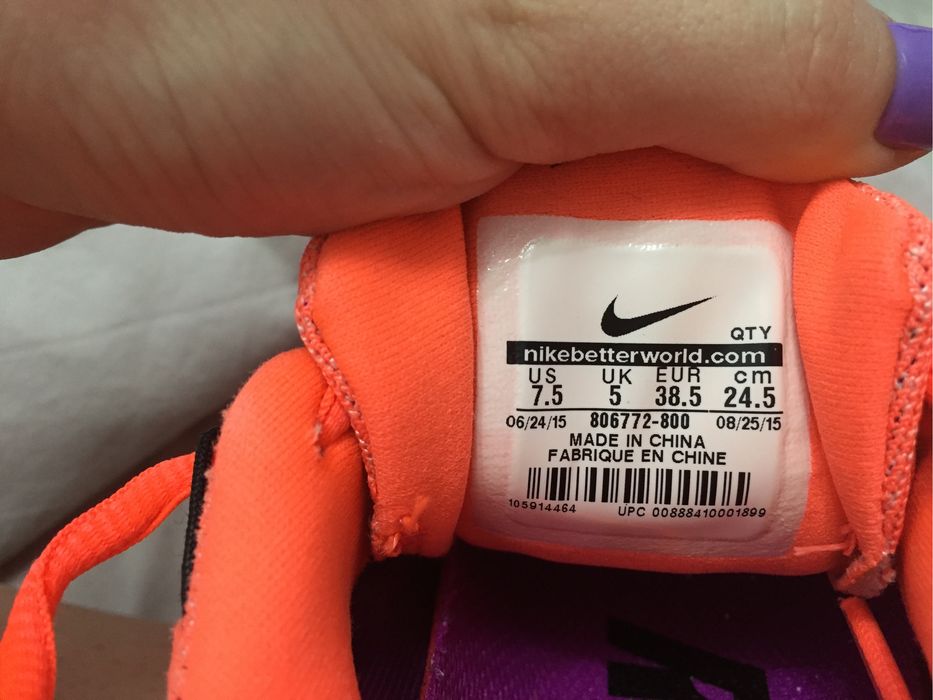 QTY
nikebetterworld.com
US UK EUR cm
7.5 5 38.5 24.5
06/24/15 806772-800 08/25/15
MADE IN CHINA
FABRIQUE EN CHINE
105914464 UPC 00888410001899